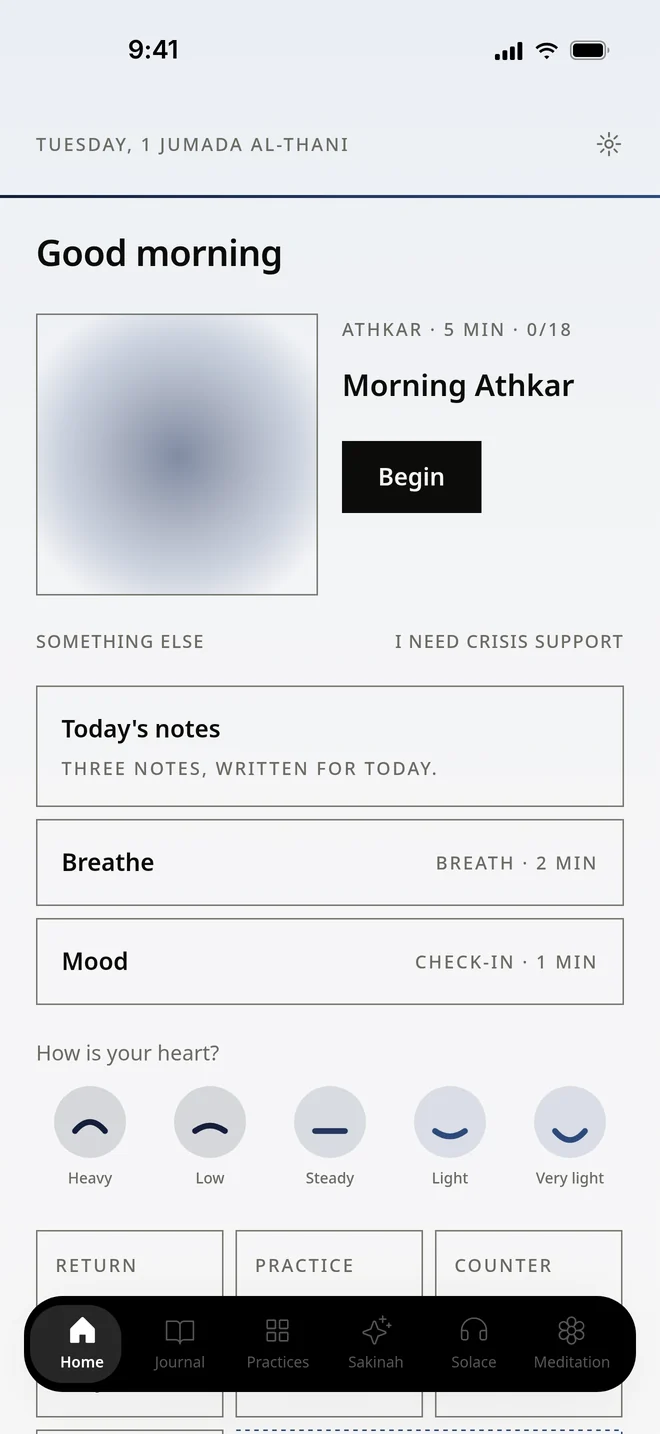 9:41
TUESDAY, 1 JUMADA AL-THANI
Good morning
ATHKAR · 5 MIN · 0/18
Morning Athkar
Begin
SOMETHING ELSE
I NEED CRISIS SUPPORT
Today's notes
THREE NOTES, WRITTEN FOR TODAY.
Breathe
BREATH · 2 MIN
Mood
CHECK-IN · 1 MIN
How is your heart?
Heavy
Low
Steady
Light
Very light
RETURN
PRACTICE
COUNTER
Home
Journal
Practices
Sakinah
Solace
Meditation